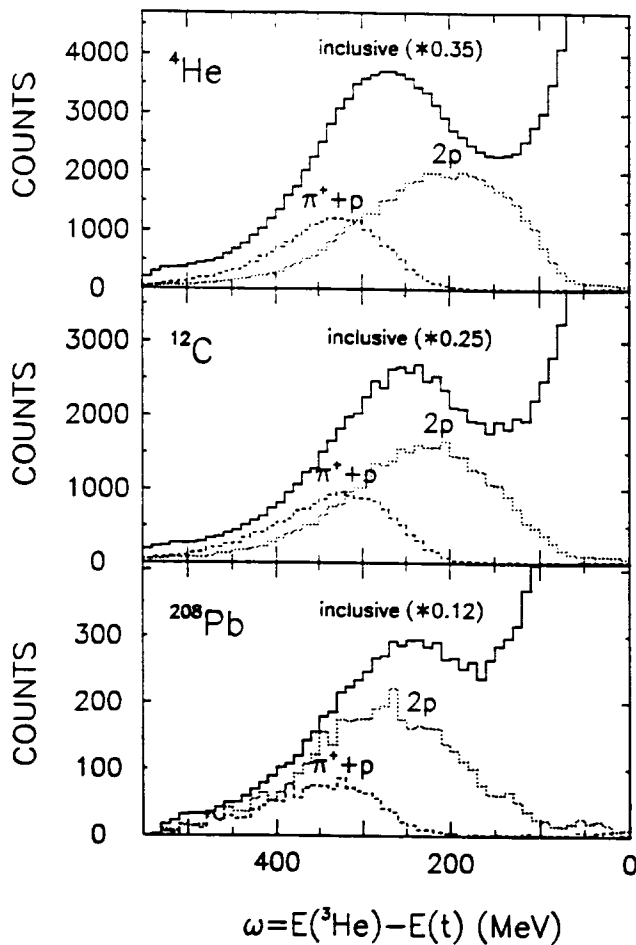 COUNTS
4000
3000
2000
1000
0
⁴He
inclusive (*0.35)
2p
π⁺+p
COUNTS
3000
2000
1000
0
¹²C
inclusive (*0.25)
2p
π⁺+p
COUNTS
300
200
100
0
²⁰⁸Pb
inclusive (*0.12)
2p
π⁺+p
400 200 0
ω=E(³He)−E(t) (MeV)